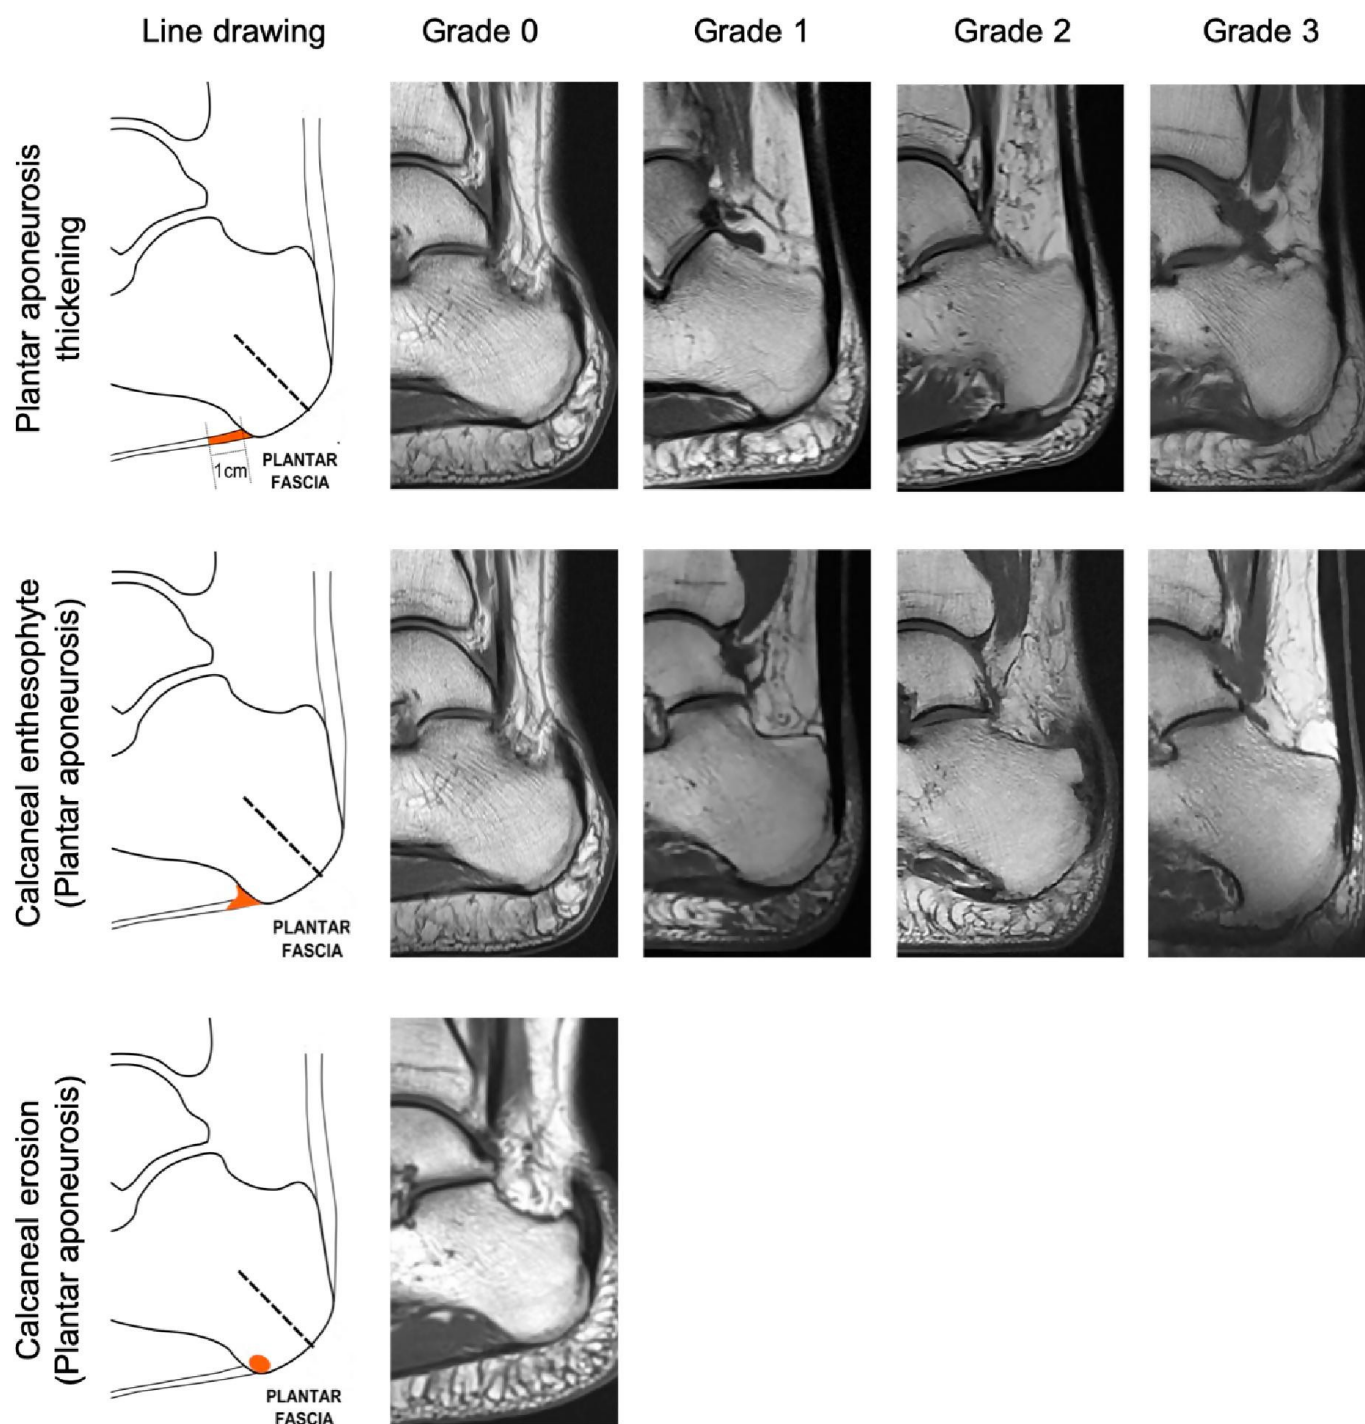 Line drawing
Grade 0
Grade 1
Grade 2
Grade 3
Plantar aponeurosis
thickening
1cm
PLANTAR
FASCIA
Calcaneal enthesophyte
(Plantar aponeurosis)
PLANTAR
FASCIA
Calcaneal erosion
(Plantar aponeurosis)
PLANTAR
FASCIA